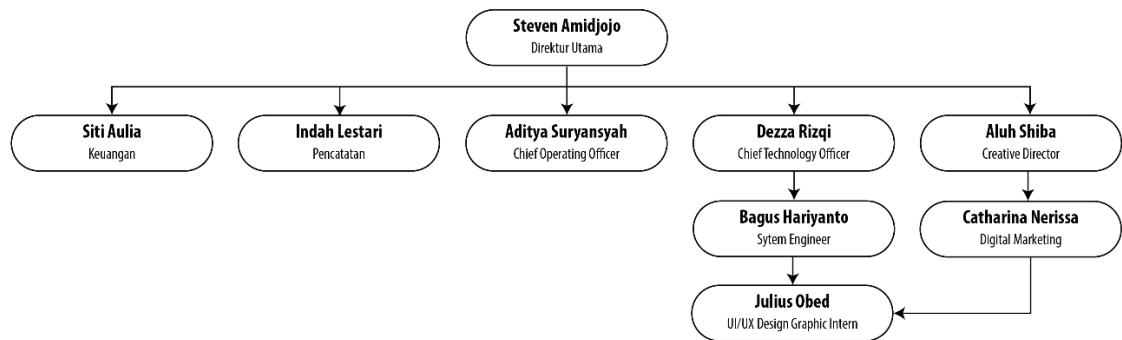 Steven Amidjojo
Direktur Utama
Siti Aulia
Keuangan
Indah Lestari
Pencatatan
Aditya Suryansyah
Chief Operating Officer
Dezza Rizqi
Chief Technology Officer
Aluh Shiba
Creative Director
Bagus Hariyanto
Sytem Engineer
Catharina Nerissa
Digital Marketing
Julius Obed
UI/UX Design Graphic Intern